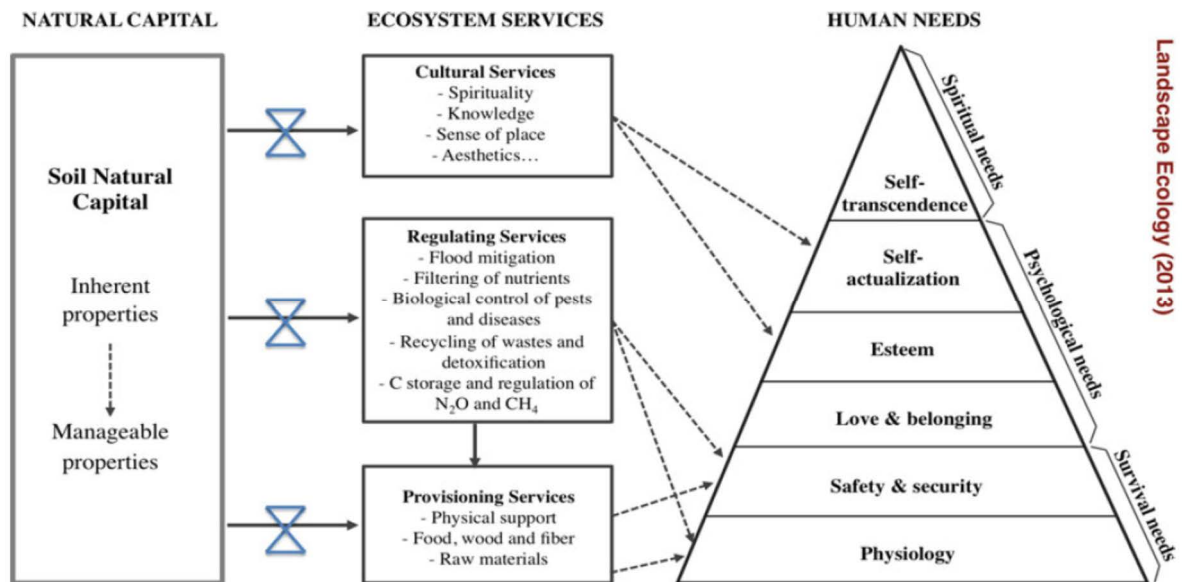 NATURAL CAPITAL
ECOSYSTEM SERVICES
HUMAN NEEDS
Soil Natural
Capital
Inherent
properties
Manageable
properties
Cultural Services
- Spirituality
- Knowledge
- Sense of place
- Aesthetics…
Regulating Services
- Flood mitigation
- Filtering of nutrients
- Biological control of pests
and diseases
- Recycling of wastes and
detoxification
- C storage and regulation of
N₂O and CH₄
Provisioning Services
- Physical support
- Food, wood and fiber
- Raw materials
Self-
transcendence
Self-
actualization
Esteem
Love & belonging
Safety & security
Physiology
Spiritual needs
Psychological needs
Survival needs
Landscape Ecology (2013)